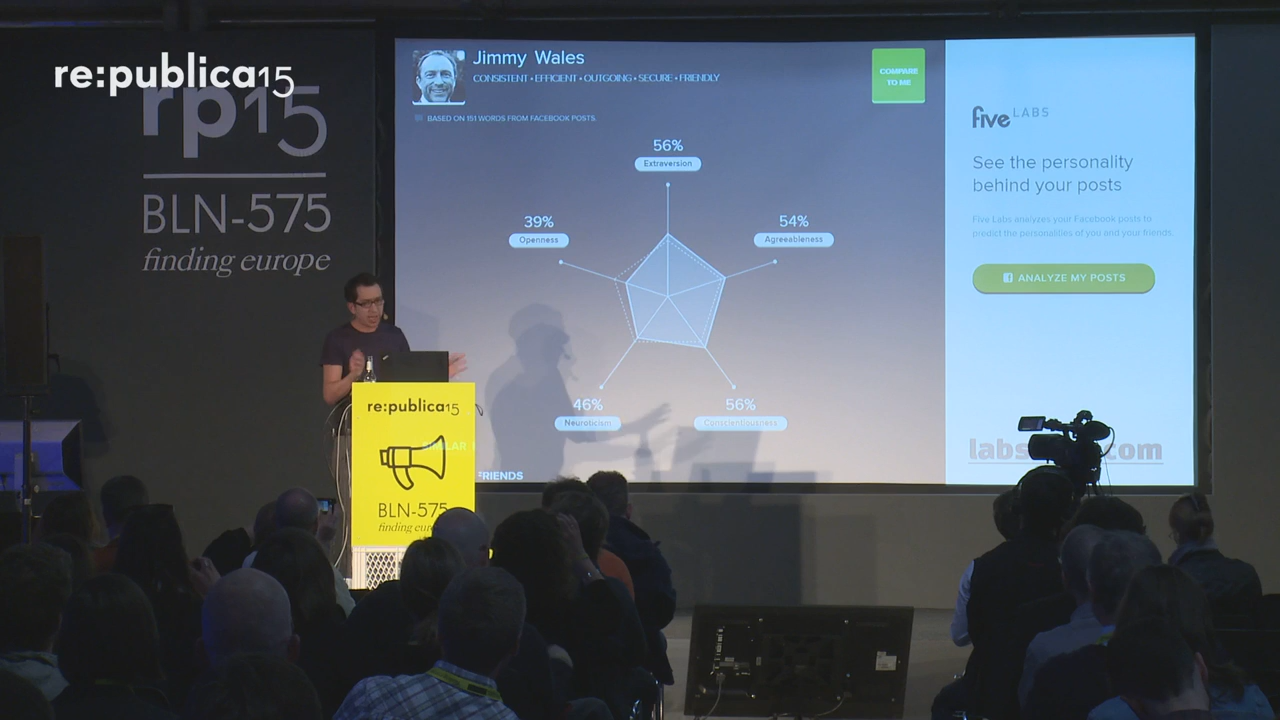 re:publica15
rp15
BLN-575
finding europe
Jimmy Wales
CONSISTENT • EFFICIENT • OUTGOING • SECURE • FRIENDLY
BASED ON 151 WORDS FROM FACEBOOK POSTS.
COMPARE
TO ME
56%
Extraversion
39%
Openness
54%
Agreeableness
46%
Neuroticism
56%
Conscientiousness
SIMILAR
FRIENDS
five LABS
See the personality
behind your posts
Five Labs analyzes your Facebook posts to
predict the personalities of you and your friends.
ANALYZE MY POSTS
labs
com
re:publica15
BLN-575
finding